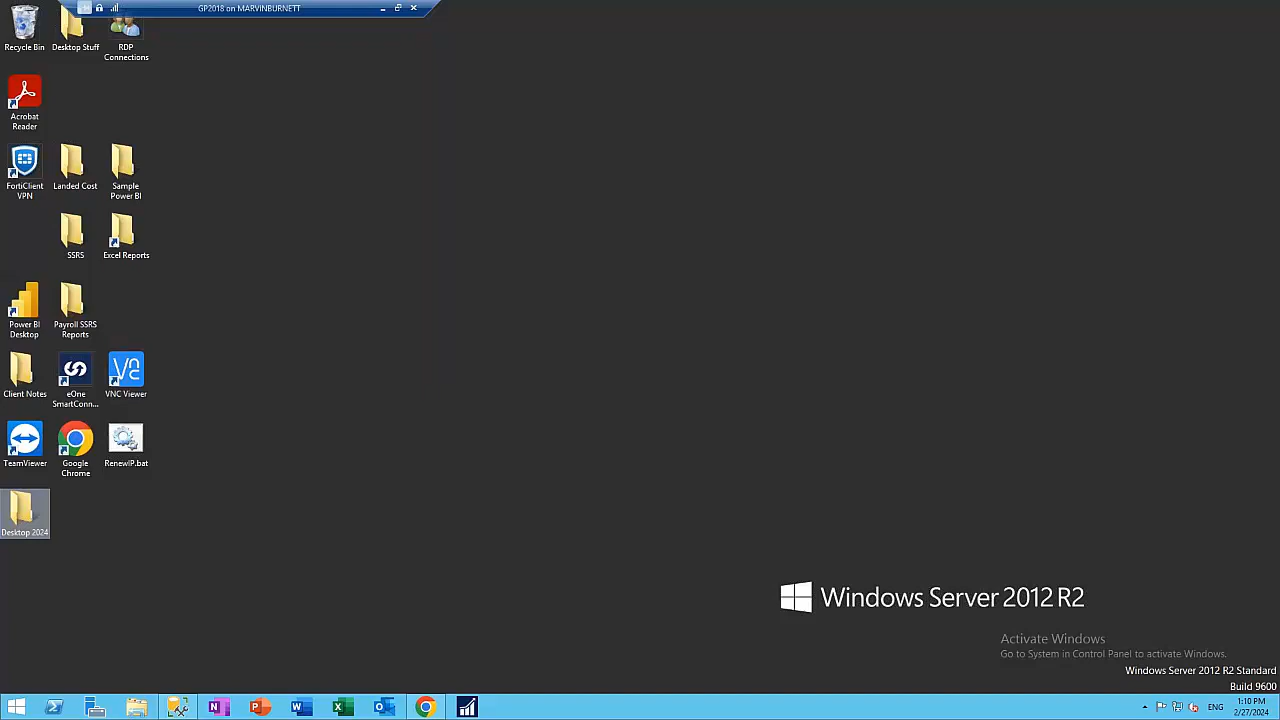 GP2018 on MARVINBURNETT
Recycle Bin
Desktop Stuff
RDP
Connections
Acrobat
Reader
FortiClient
VPN
Landed Cost
Sample
Power BI
SSRS
Excel Reports
Power BI
Desktop
Payroll SSRS
Reports
Client Notes
eOne
SmartConn...
VNC Viewer
TeamViewer
Google
Chrome
RenewIP.bat
Desktop 2024
Windows Server 2012 R2
Activate Windows
Go to System in Control Panel to activate Windows.
Windows Server 2012 R2 Standard
Build 9600
ENG
1:10 PM
2/27/2024